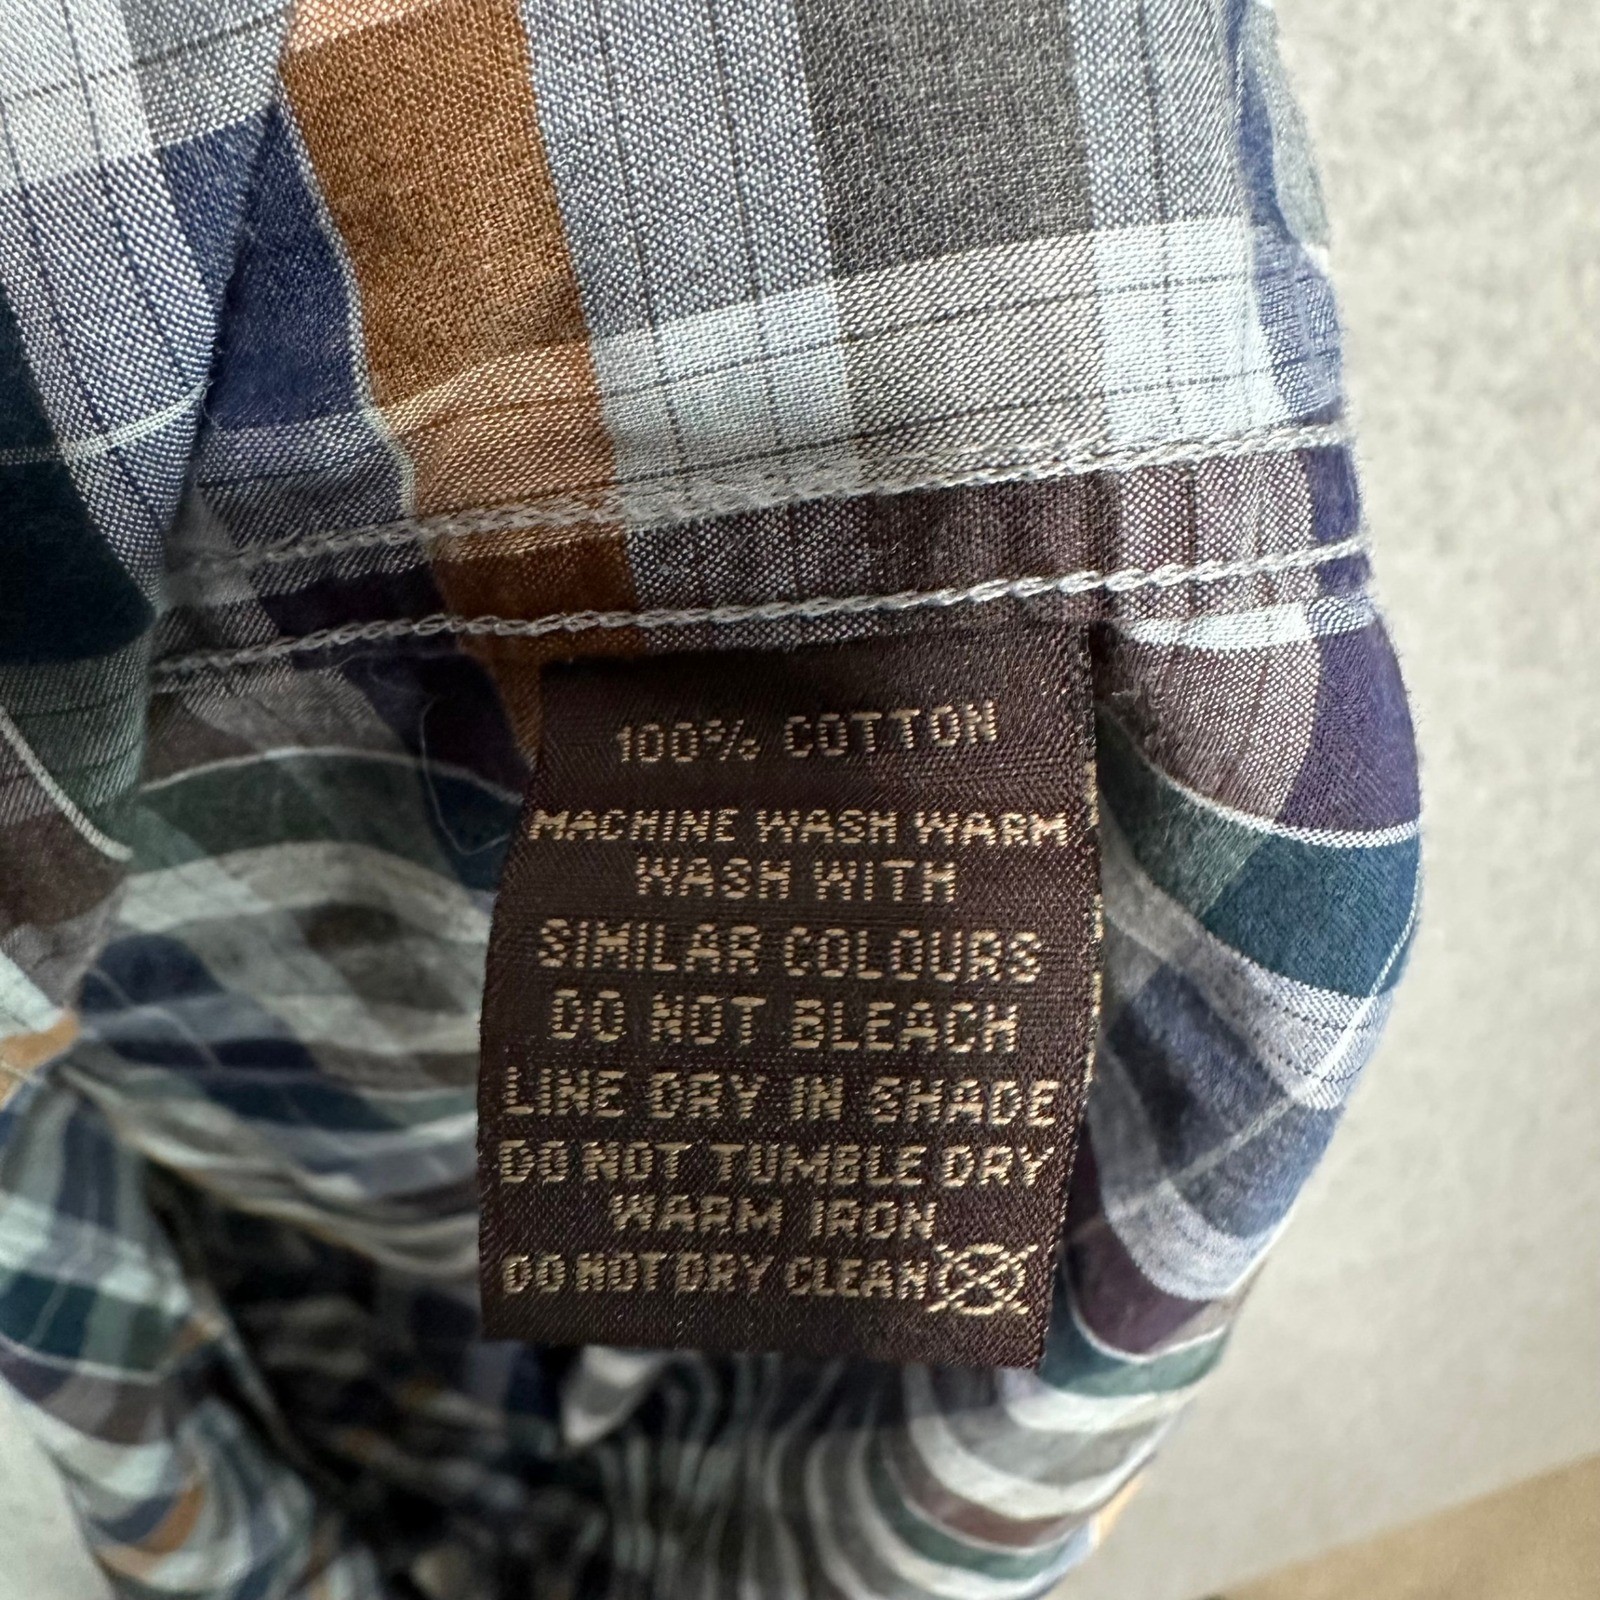 100% COTTON
MACHINE WASH WARM
WASH WITH
SIMILAR COLOURS
DO NOT BLEACH
LINE DRY IN SHADE
DO NOT TUMBLE DRY
WARM IRON
DO NOT DRY CLEAN